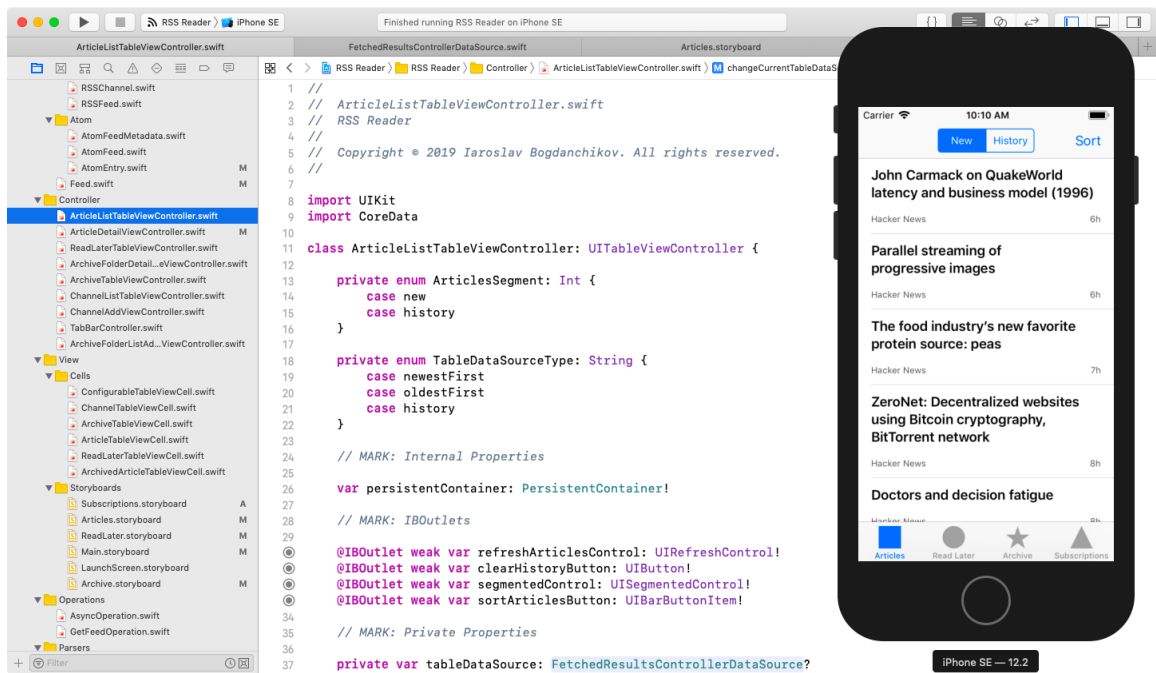 RSS Reader
iPhone SE
Finished running RSS Reader on iPhone SE
{ }
ArticleListTableViewController.swift
FetchedResultsControllerDataSource.swift
Articles.storyboard
RSS Reader
RSS Reader
Controller
ArticleListTableViewController.swift
M
changeCurrentTableDataS
RSSChannel.swift
RSSFeed.swift
Atom
AtomFeedMetadata.swift
AtomFeed.swift
AtomEntry.swift M
Feed.swift M
Controller
ArticleListTableViewController.swift
ArticleDetailViewController.swift M
ReadLaterTableViewController.swift
ArchiveFolderDetail...eViewController.swift
ArchiveTableViewController.swift
ChannelListTableViewController.swift
ChannelAddViewController.swift
TabBarController.swift
ArchiveFolderListAd...ViewController.swift
View
Cells
ConfigurableTableViewCell.swift
ChannelTableViewCell.swift
ArchiveTableViewCell.swift
ArticleTableViewCell.swift
ReadLaterTableViewCell.swift
ArchivedArticleTableViewCell.swift
Storyboards
Subscriptions.storyboard A
Articles.storyboard M
ReadLater.storyboard M
Main.storyboard M
LaunchScreen.storyboard
Archive.storyboard M
Operations
AsyncOperation.swift
GetFeedOperation.swift
Parsers
Filter
1 //
2 //  ArticleListTableViewController.swift
3 //  RSS Reader
4 //
5 //  Copyright © 2019 Iaroslav Bogdanchikov. All rights reserved.
6 //
7
8 import UIKit
9 import CoreData
10
11 class ArticleListTableViewController: UITableViewController {
12
13     private enum ArticlesSegment: Int {
14         case new
15         case history
16     }
17
18     private enum TableDataSourceType: String {
19         case newestFirst
20         case oldestFirst
21         case history
22     }
23
24     // MARK: Internal Properties
25
26     var persistentContainer: PersistentContainer!
27
28     // MARK: IBOutlets
29
@IBOutlet weak var refreshArticlesControl: UIRefreshControl!
@IBOutlet weak var clearHistoryButton: UIButton!
@IBOutlet weak var segmentedControl: UISegmentedControl!
@IBOutlet weak var sortArticlesButton: UIBarButtonItem!
34
35     // MARK: Private Properties
36
37     private var tableDataSource: FetchedResultsControllerDataSource?
Carrier 10:10 AM
New History Sort
John Carmack on QuakeWorld
latency and business model (1996)
Hacker News 6h
Parallel streaming of
progressive images
Hacker News 6h
The food industry's new favorite
protein source: peas
Hacker News 7h
ZeroNet: Decentralized websites
using Bitcoin cryptography,
BitTorrent network
Hacker News 8h
Doctors and decision fatigue
Hacker News 8h
Articles Read Later Archive Subscriptions
iPhone SE — 12.2